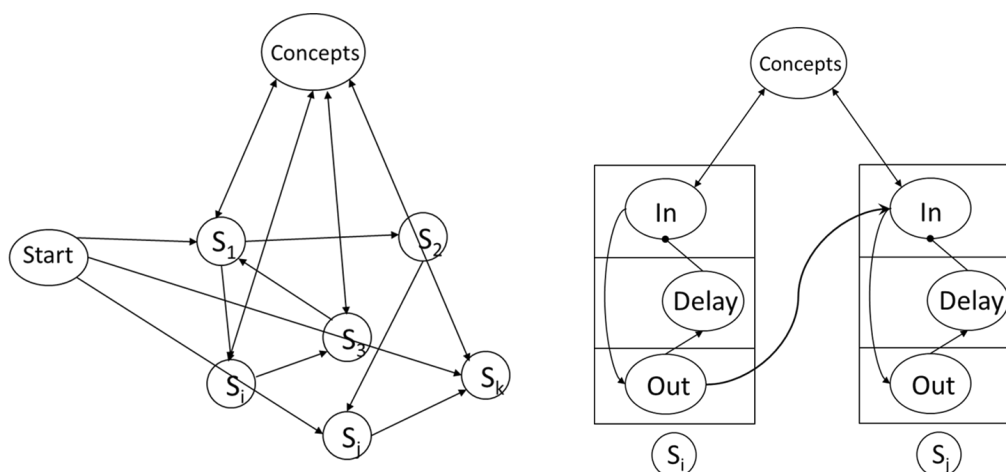 Concepts
Start
S1
S2
S3
Si
Sj
Sk
Concepts
In
In
Delay
Delay
Out
Out
Si
Sj